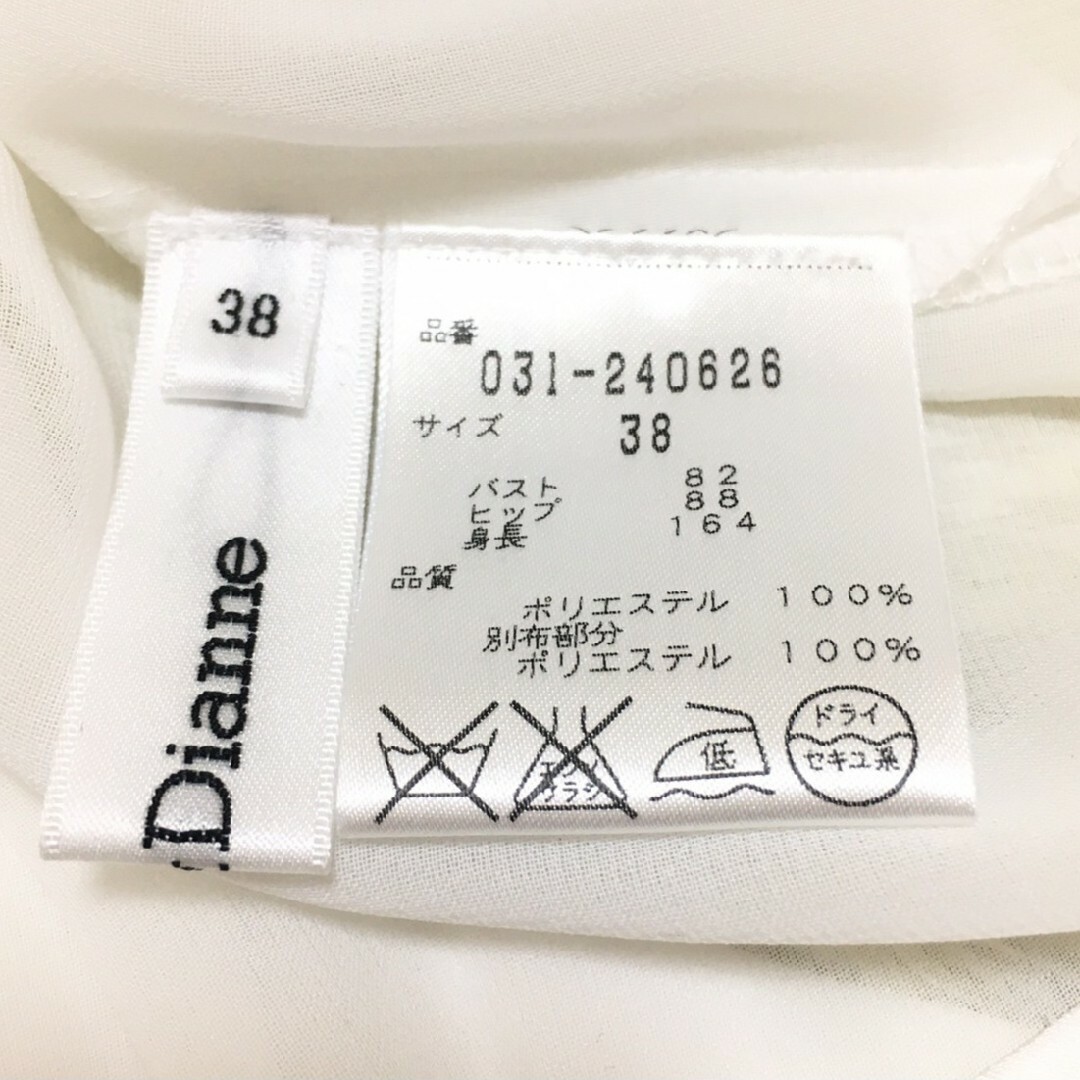 38
Dianne
品番
031-240626
サイズ 38
バスト 82
ヒップ 88
身長 164
品質
ポリエステル 100%
別布部分
ポリエステル 100%
エンソ
サラシ
低
ドライ
セキユ系